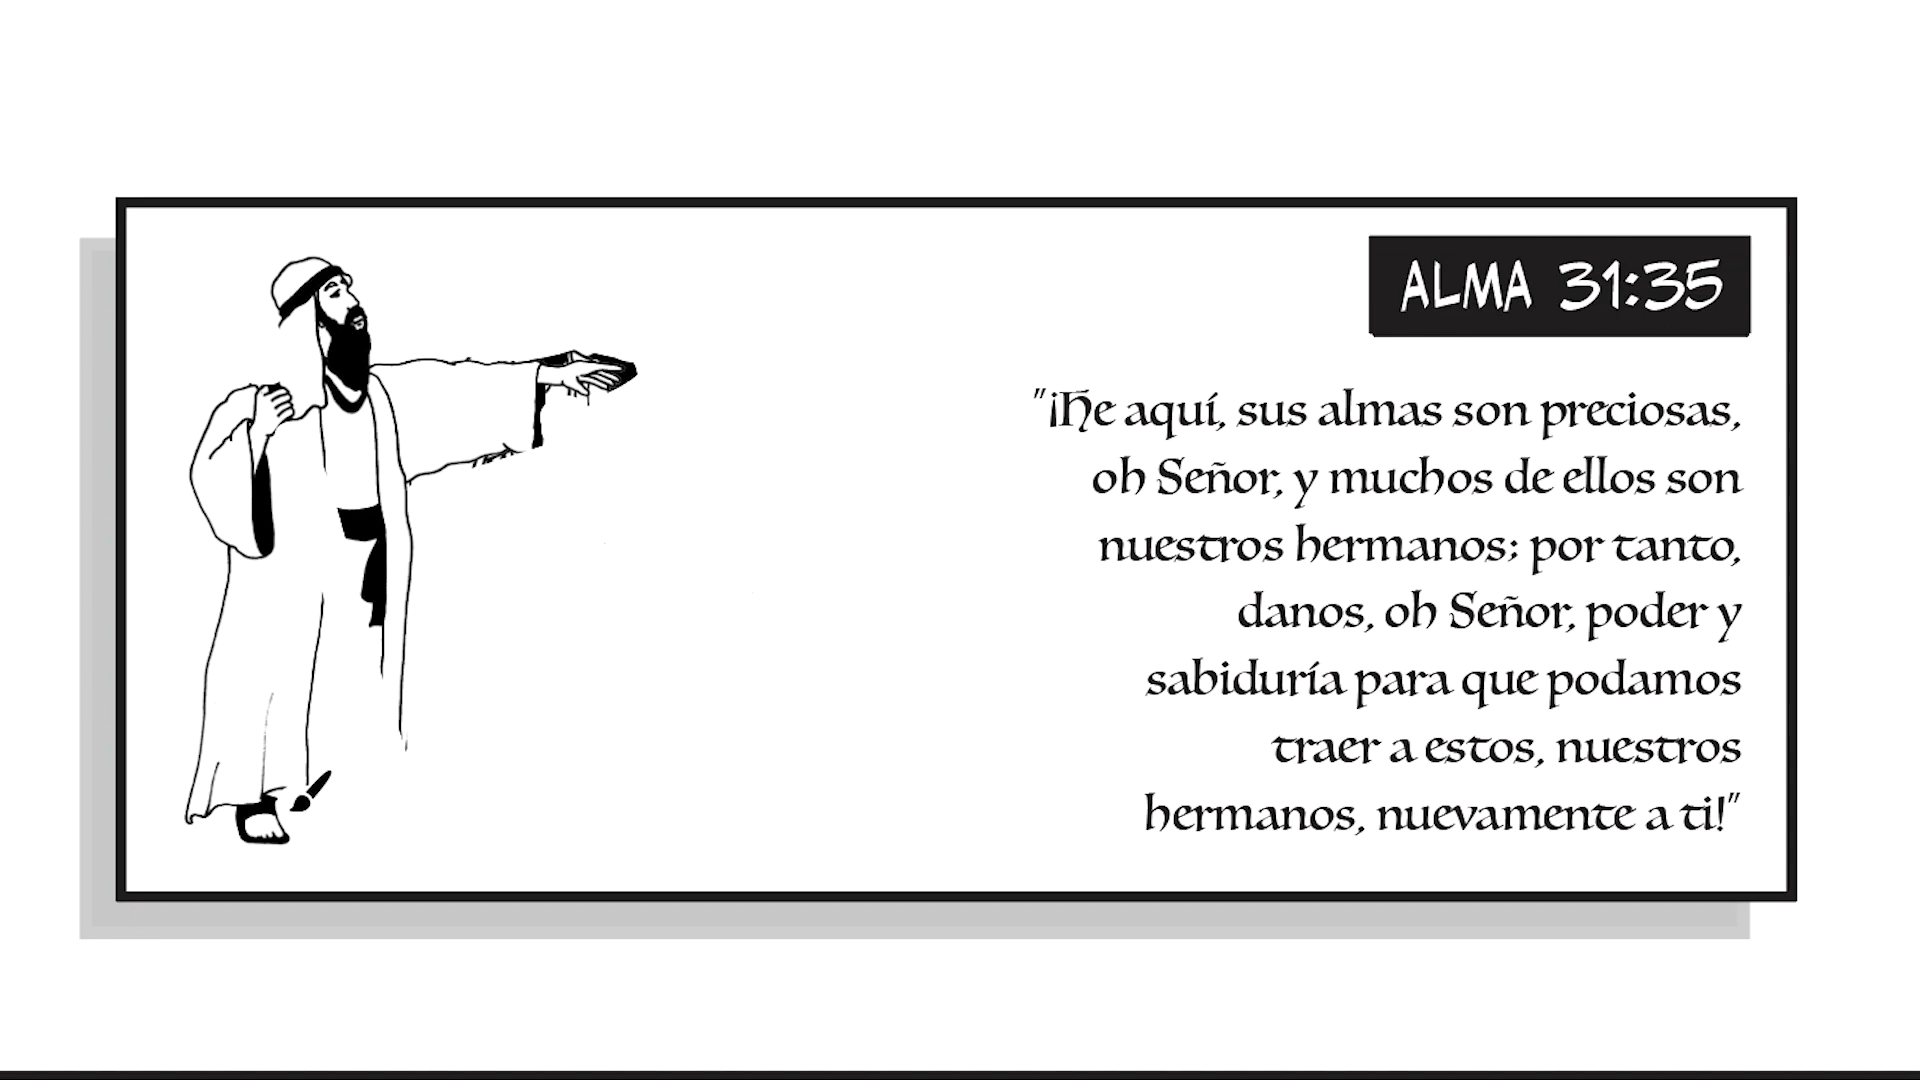 ALMA 31:35
"¡He aquí, sus almas son preciosas,
oh Señor, y muchos de ellos son
nuestros hermanos; por tanto,
danos, oh Señor, poder y
sabiduría para que podamos
traer a estos, nuestros
hermanos, nuevamente a ti!"